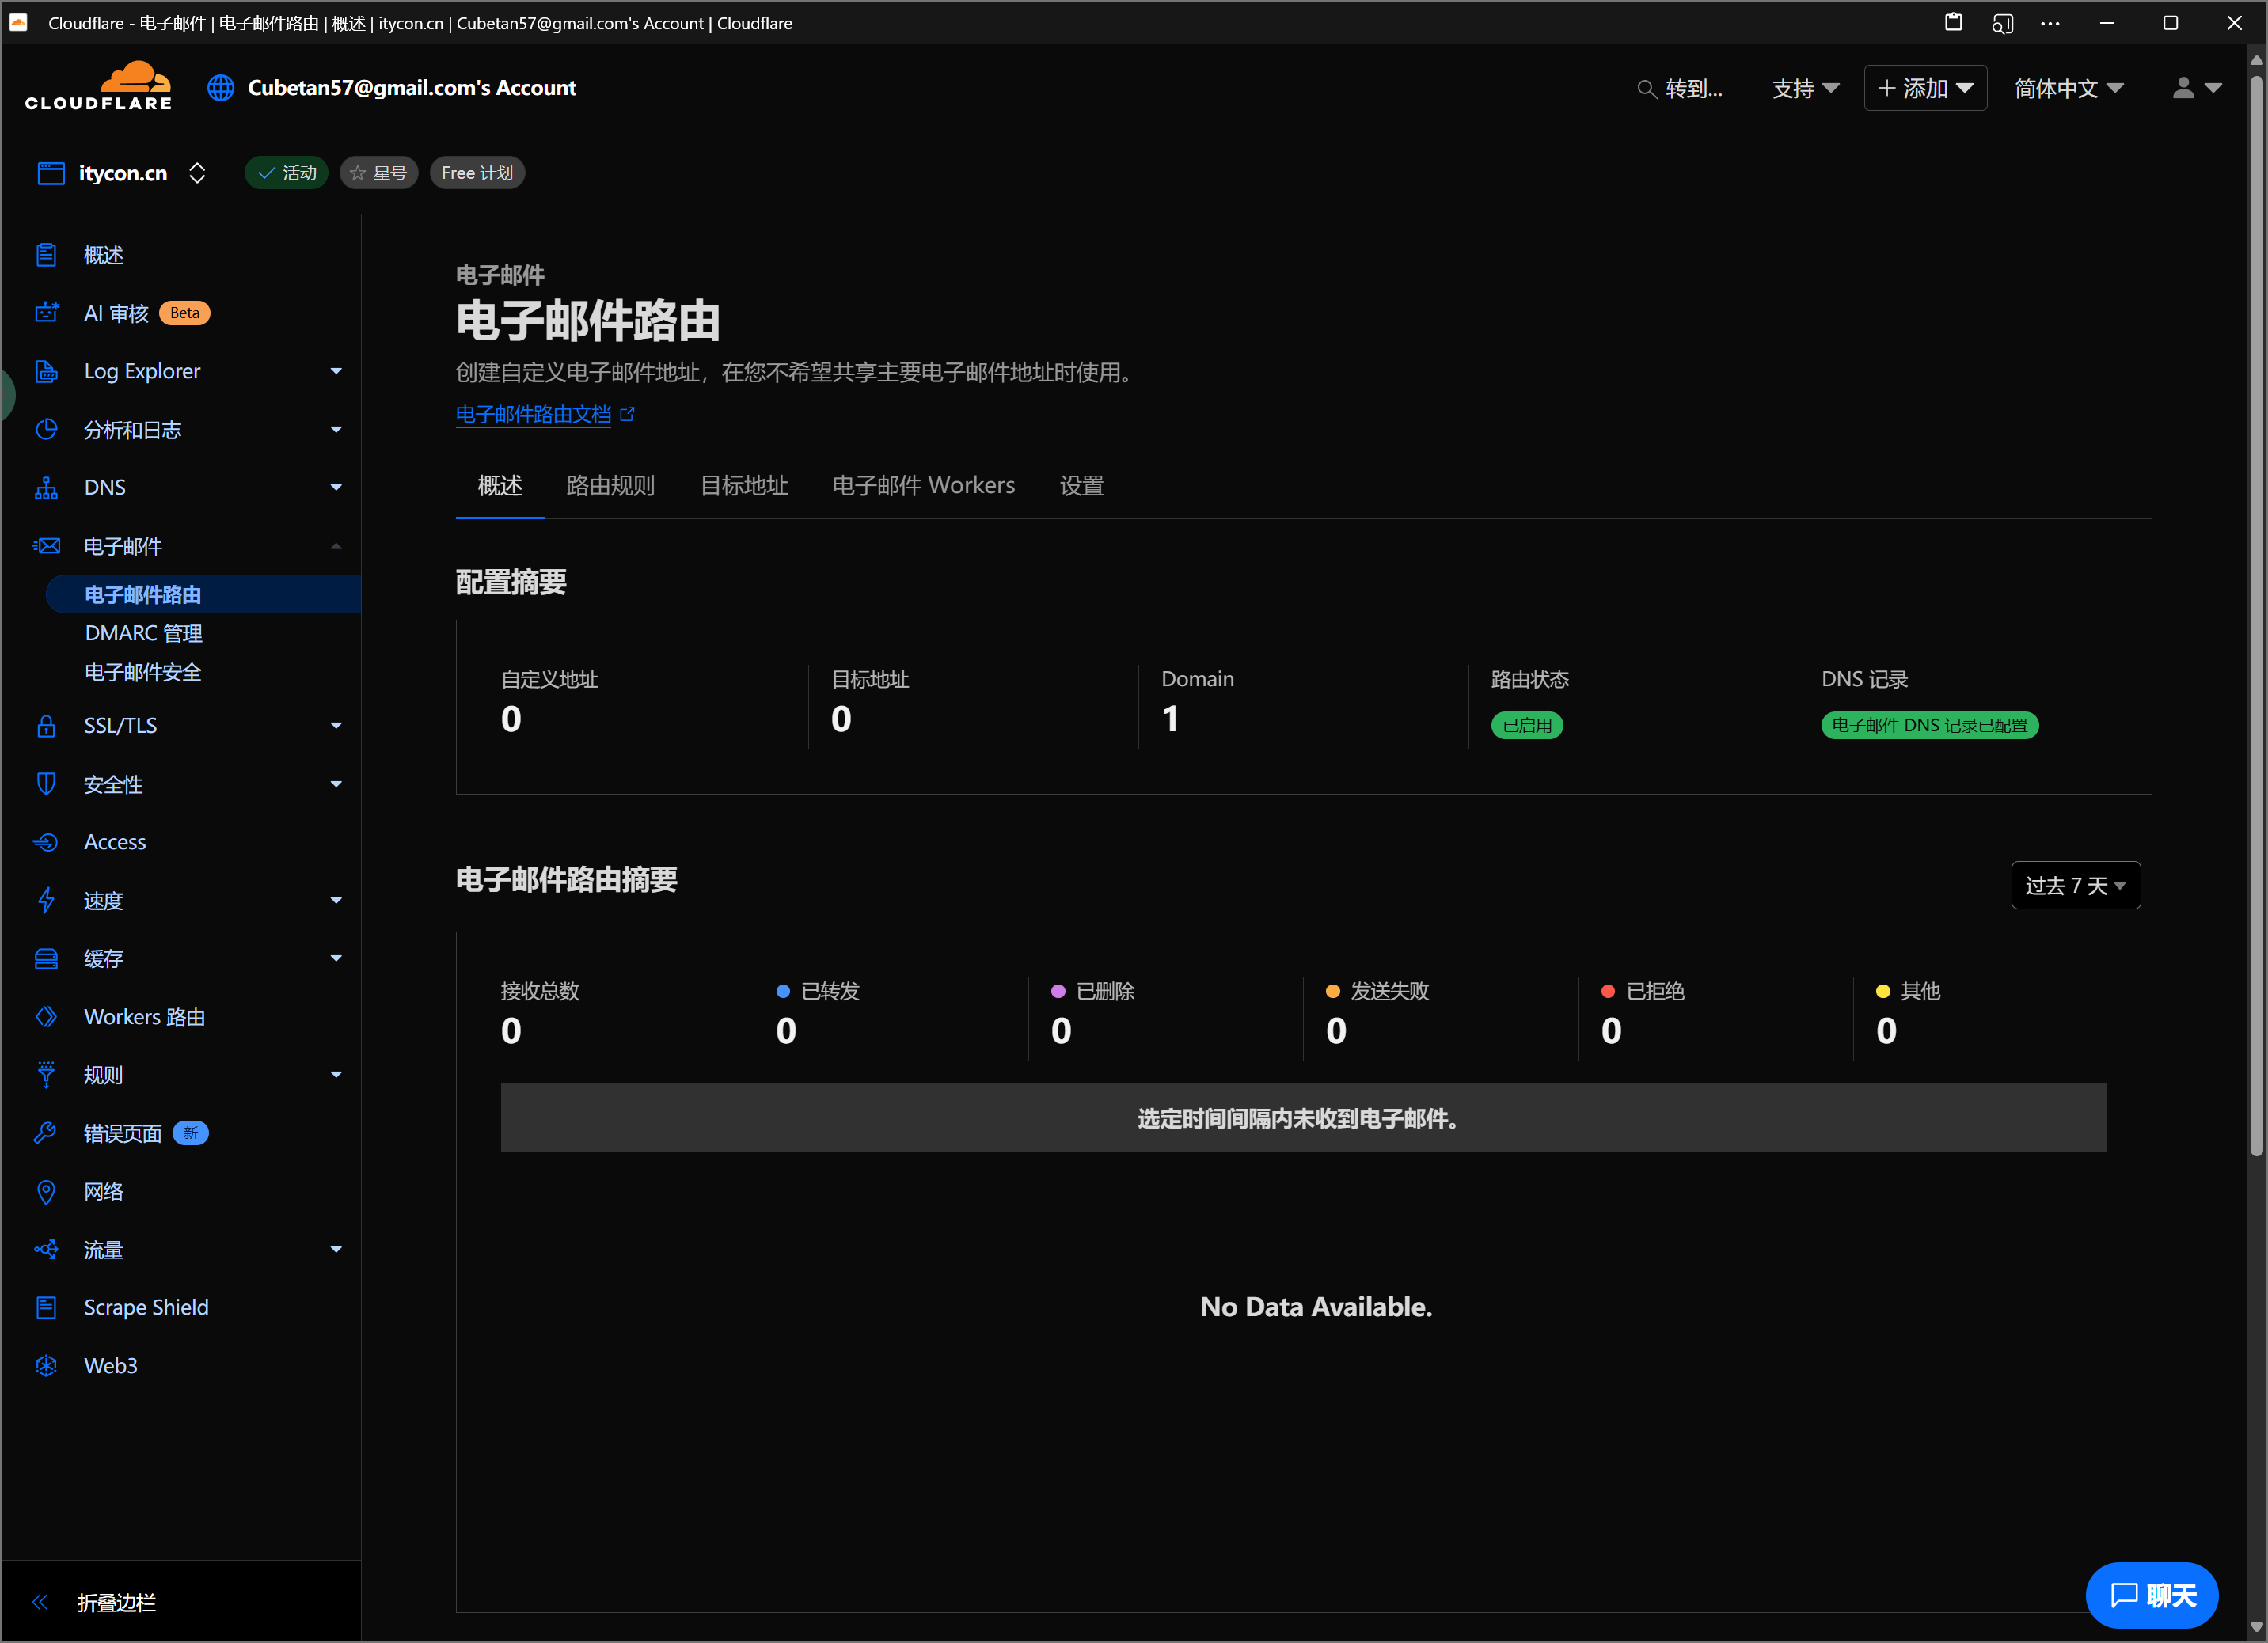 Cloudflare - 电子邮件 | 电子邮件路由 | 概述 | itycon.cn | Cubetan57@gmail.com's Account | Cloudflare
CLOUDFLARE
Cubetan57@gmail.com's Account
转到...
支持
添加
简体中文
itycon.cn
活动
星号
Free 计划
概述
AI 审核 Beta
Log Explorer
分析和日志
DNS
电子邮件
电子邮件路由
DMARC 管理
电子邮件安全
SSL/TLS
安全性
Access
速度
缓存
Workers 路由
规则
错误页面 新
网络
流量
Scrape Shield
Web3
折叠边栏
电子邮件
电子邮件路由
创建自定义电子邮件地址，在您不希望共享主要电子邮件地址时使用。
电子邮件路由文档
概述 路由规则 目标地址 电子邮件 Workers 设置
配置摘要
自定义地址
0
目标地址
0
Domain
1
路由状态
已启用
DNS 记录
电子邮件 DNS 记录已配置
电子邮件路由摘要
过去 7 天
接收总数
0
已转发
0
已删除
0
发送失败
0
已拒绝
0
其他
0
选定时间间隔内未收到电子邮件。
No Data Available.
聊天